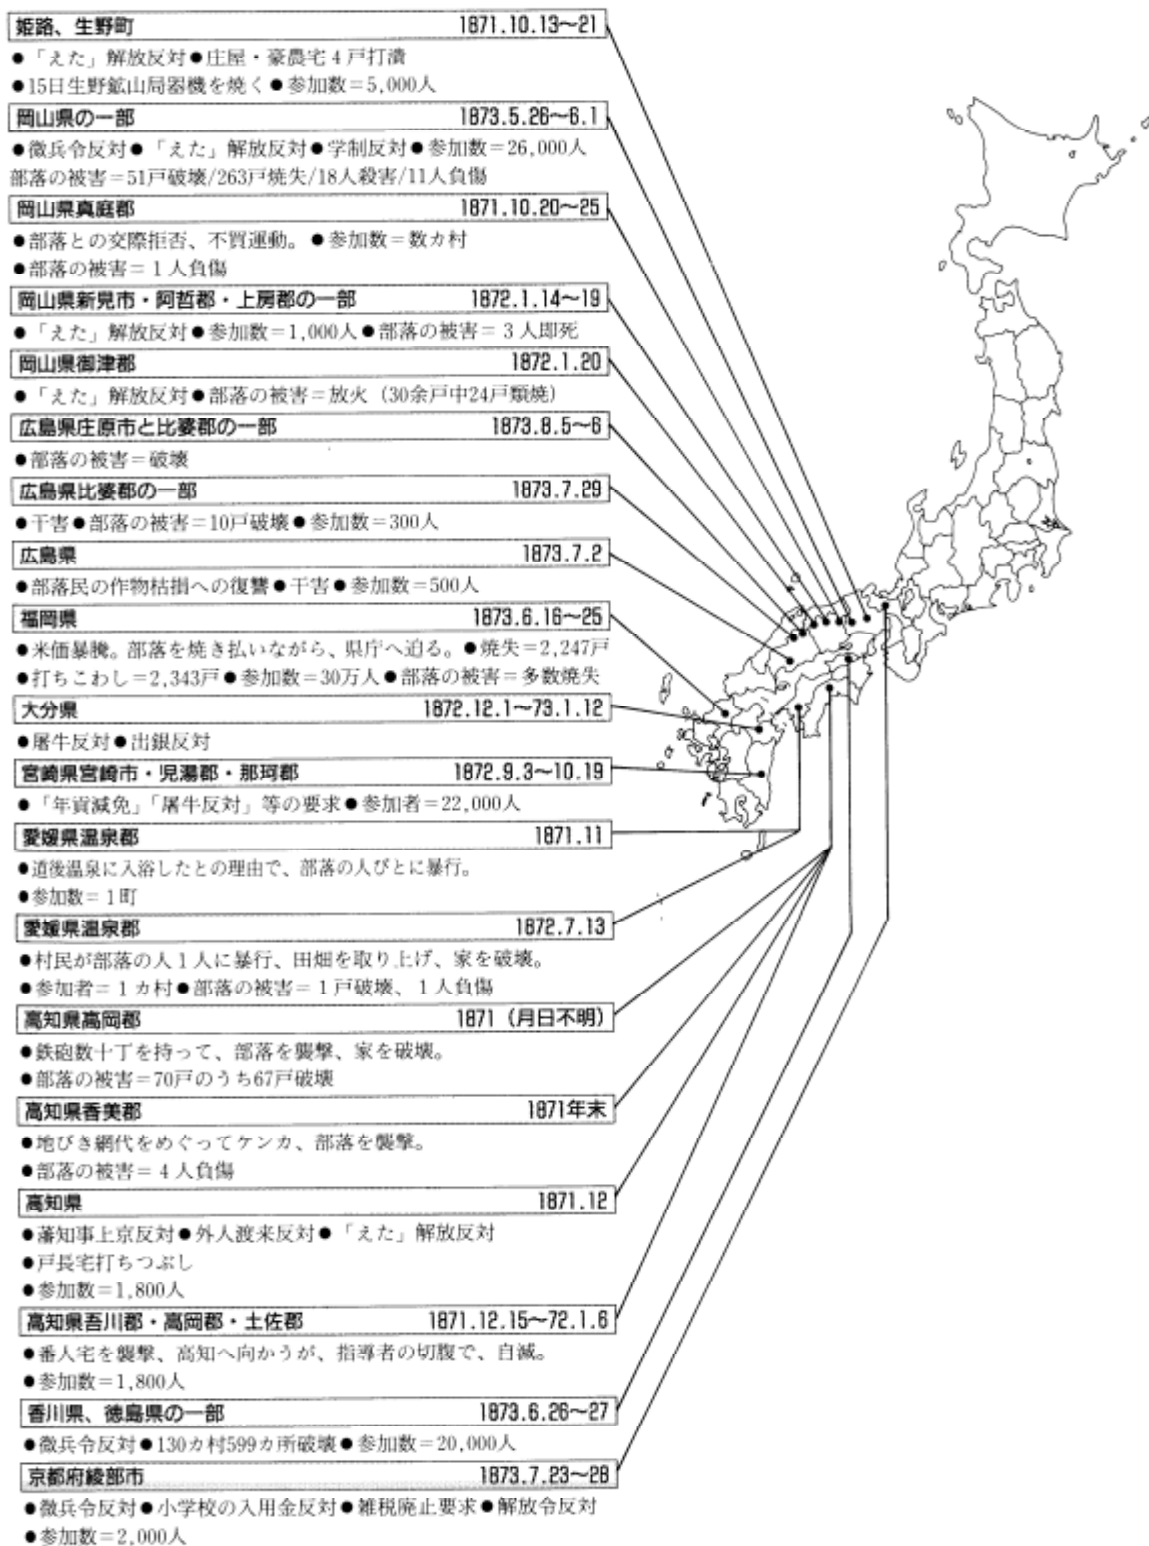 姫路、生野町 1871.10.13〜21
●「えた」解放反対●庄屋・豪農宅4戸打潰
●15日生野鉱山局器機を焼く●参加数=5,000人
岡山県の一部 1873.5.26〜6.1
●徴兵令反対●「えた」解放反対●学制反対●参加数=26,000人
部落の被害=51戸破壊/263戸焼失/18人殺害/11人負傷
岡山県真庭郡 1871.10.20〜25
●部落との交際拒否、不買運動。●参加数=数カ村
●部落の被害=1人負傷
岡山県新見市・阿哲郡・上房郡の一部 1872.1.14〜19
●「えた」解放反対●参加数=1,000人●部落の被害=3人即死
岡山県御津郡 1872.1.20
●「えた」解放反対●部落の被害=放火(30余戸中24戸類焼)
広島県庄原市と比婆郡の一部 1873.8.5〜6
●部落の被害=破壊
広島県比婆郡の一部 1873.7.29
●干害●部落の被害=10戸破壊●参加数=300人
広島県 1873.7.2
●部落民の作物枯損への復讐●干害●参加数=500人
福岡県 1873.6.16〜25
●米価暴騰。部落を焼き払いながら、県庁へ迫る。●焼失=2,247戸
●打ちこわし=2,343戸●参加数=30万人●部落の被害=多数焼失
大分県 1872.12.1〜73.1.12
●屠牛反対●出銀反対
宮崎県宮崎市・児湯郡・那珂郡 1872.9.3〜10.19
●「年貢減免」「屠牛反対」等の要求●参加者=22,000人
愛媛県温泉郡 1871.11
●道後温泉に入浴したとの理由で、部落の人びとに暴行。
●参加数=1町
愛媛県温泉郡 1872.7.13
●村民が部落の人1人に暴行、田畑を取り上げ、家を破壊。
●参加者=1カ村●部落の被害=1戸破壊、1人負傷
高知県高岡郡 1871(月日不明)
●鉄砲数十丁を持って、部落を襲撃、家を破壊。
●部落の被害=70戸のうち67戸破壊
高知県香美郡 1871年末
●地びき網代をめぐってケンカ、部落を襲撃。
●部落の被害=4人負傷
高知県 1871.12
●藩知事上京反対●外人渡来反対●「えた」解放反対
●戸長宅打ちつぶし
●参加数=1,800人
高知県吾川郡・高岡郡・土佐郡 1871.12.15〜72.1.6
●番人宅を襲撃、高知へ向かうが、指導者の切腹で、自滅。
●参加数=1,800人
香川県、徳島県の一部 1873.6.26〜27
●徴兵令反対●130カ村599カ所破壊●参加数=20,000人
京都府綾部市 1873.7.23〜28
●徴兵令反対●小学校の入用金反対●雑税廃止要求●解放令反対
●参加数=2,000人